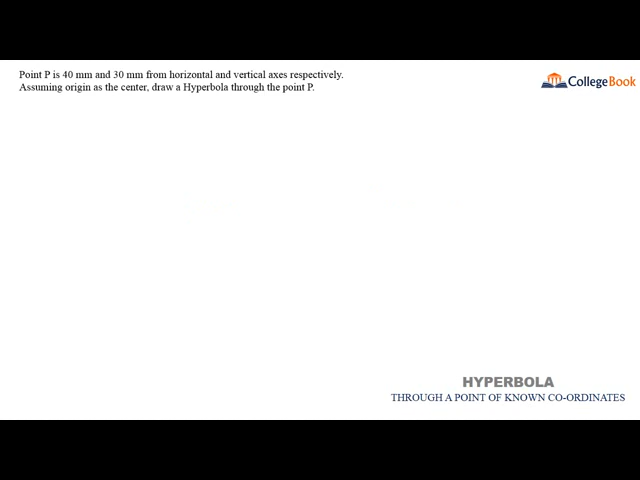 Point P is 40 mm and 30 mm from horizontal and vertical axes respectively.
Assuming origin as the center, draw a Hyperbola through the point P.
CollegeBook
HYPERBOLA
THROUGH A POINT OF KNOWN CO-ORDINATES